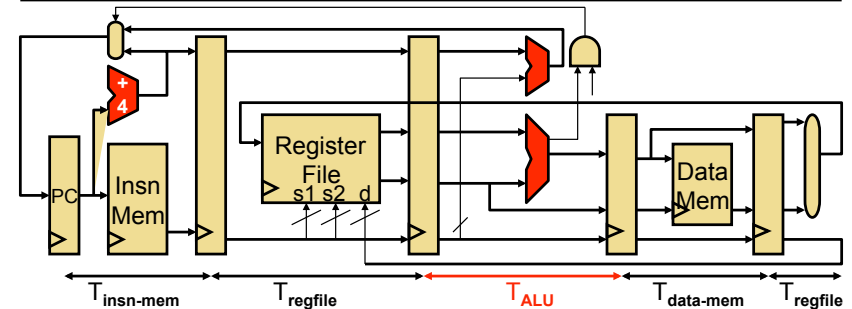 +
4
PC
Insn
Mem
Register
File
s1 s2 d
Data
Mem
T insn-mem
T regfile
T ALU
T data-mem
T regfile